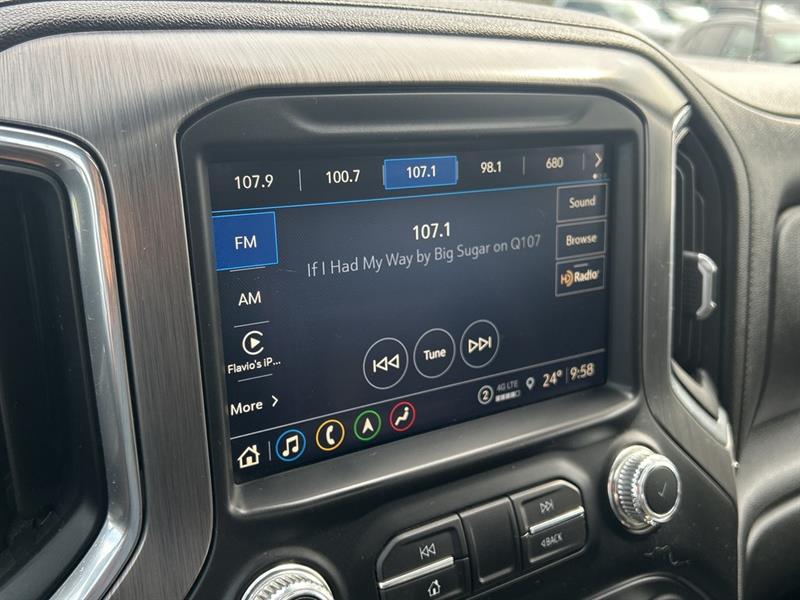 107.9 100.7 107.1 98.1 680
FM
107.1
Sound
If I Had My Way by Big Sugar on Q107
Browse
HD Radio
AM
Flavio's iP...
Tune
More
2 4G LTE 24° 9:58
BACK